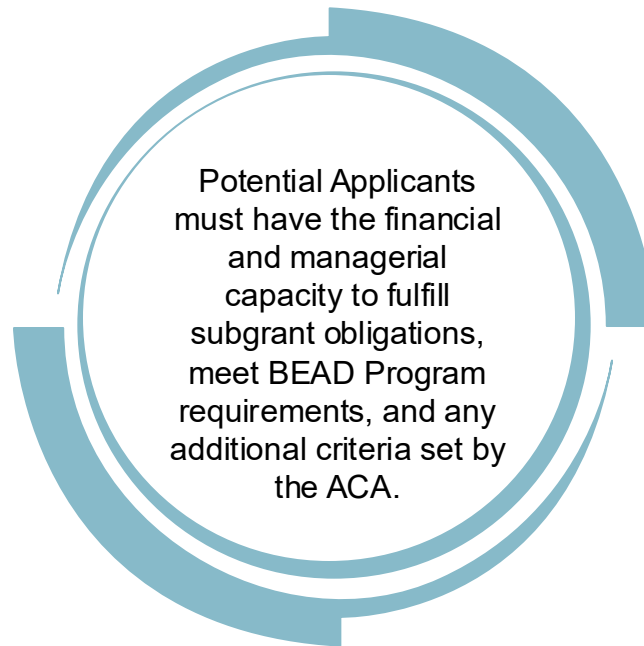 Potential Applicants
must have the financial
and managerial
capacity to fulfill
subgrant obligations,
meet BEAD Program
requirements, and any
additional criteria set by
the ACA.